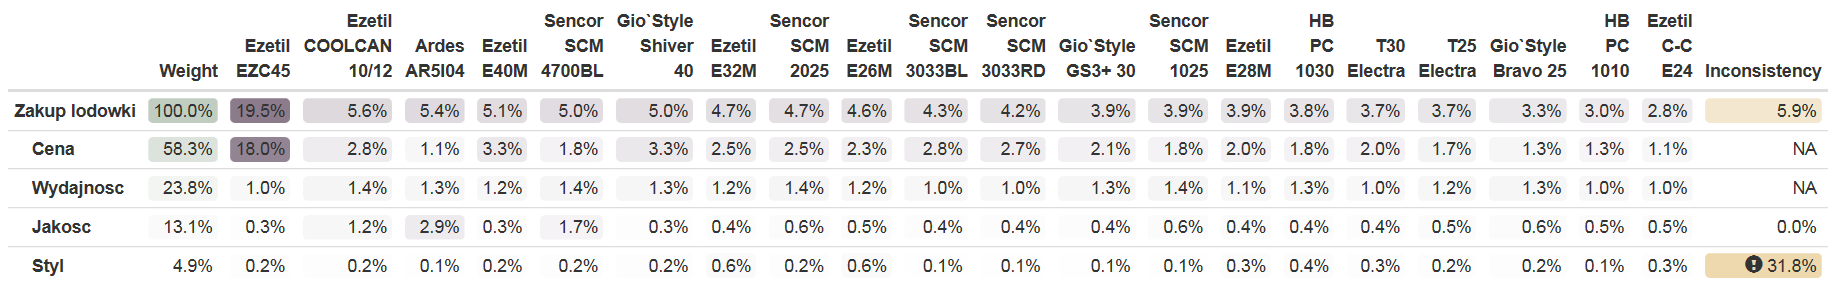 Weight Ezetil EZC45 Ezetil COOLCAN 10/12 Ardes AR5I04 Ezetil E40M Sencor SCM 4700BL Gio`Style Shiver 40 Ezetil E32M Sencor SCM 2025 Ezetil E26M Sencor SCM 3033BL Sencor SCM 3033RD Gio`Style GS3+ 30 Sencor SCM 1025 Ezetil E28M HB PC 1030 T30 Electra T25 Electra Gio`Style Bravo 25 HB PC 1010 Ezetil C-C E24 Inconsistency
Zakup lodowki 100.0% 19.5% 5.6% 5.4% 5.1% 5.0% 5.0% 4.7% 4.7% 4.6% 4.3% 4.2% 3.9% 3.9% 3.9% 3.8% 3.7% 3.7% 3.3% 3.0% 2.8% 5.9%
Cena 58.3% 18.0% 2.8% 1.1% 3.3% 1.8% 3.3% 2.5% 2.5% 2.3% 2.8% 2.7% 2.1% 1.8% 2.0% 1.8% 2.0% 1.7% 1.3% 1.3% 1.1% NA
Wydajnosc 23.8% 1.0% 1.4% 1.3% 1.2% 1.4% 1.3% 1.2% 1.4% 1.2% 1.0% 1.0% 1.3% 1.4% 1.1% 1.3% 1.0% 1.2% 1.3% 1.0% 1.0% NA
Jakosc 13.1% 0.3% 1.2% 2.9% 0.3% 1.7% 0.3% 0.4% 0.6% 0.5% 0.4% 0.4% 0.4% 0.6% 0.4% 0.4% 0.4% 0.5% 0.6% 0.5% 0.5% 0.0%
Styl 4.9% 0.2% 0.2% 0.1% 0.2% 0.2% 0.2% 0.6% 0.2% 0.6% 0.1% 0.1% 0.1% 0.1% 0.3% 0.4% 0.3% 0.2% 0.2% 0.1% 0.3% 31.8%